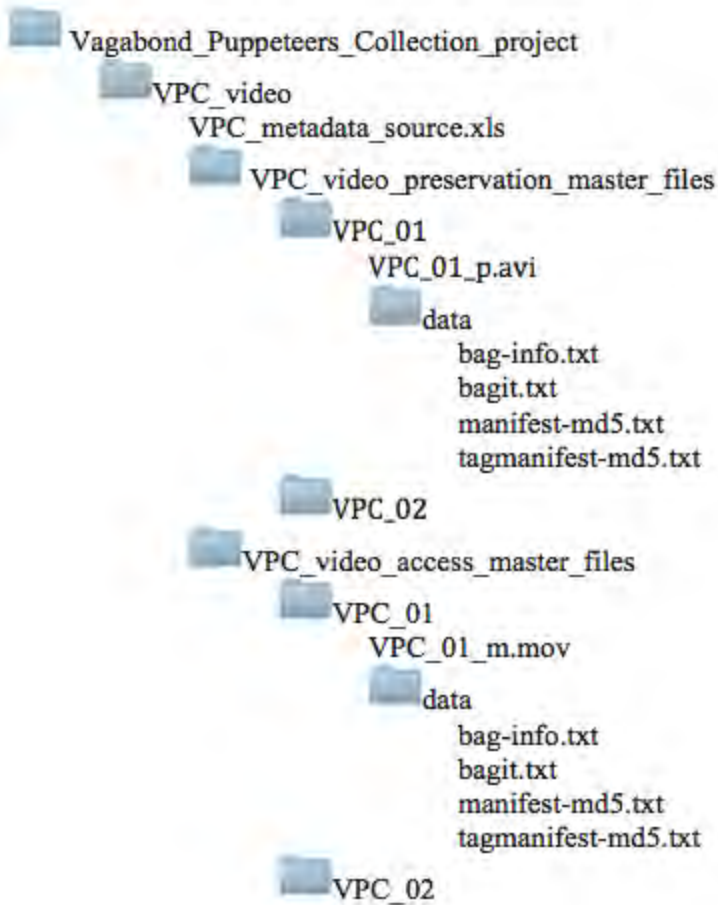 Vagabond_Puppeteers_Collection_project
VPC_video
VPC_metadata_source.xls
VPC_video_preservation_master_files
VPC_01
VPC_01_p.avi
data
bag-info.txt
bagit.txt
manifest-md5.txt
tagmanifest-md5.txt
VPC_02
VPC_video_access_master_files
VPC_01
VPC_01_m.mov
data
bag-info.txt
bagit.txt
manifest-md5.txt
tagmanifest-md5.txt
VPC_02